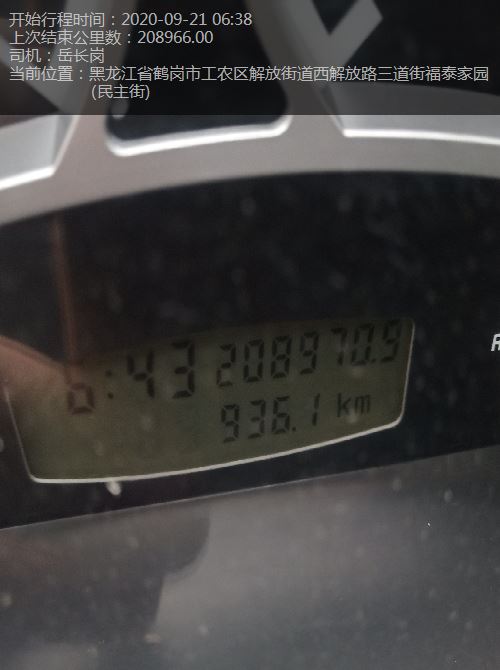 开始行程时间：2020-09-21 06:38
上次结束公里数：208966.00
司机：岳长岗
当前位置：黑龙江省鹤岗市工农区解放街道西解放路三道街福泰家园
(民主街)
6:43 208970.9
936.1 km